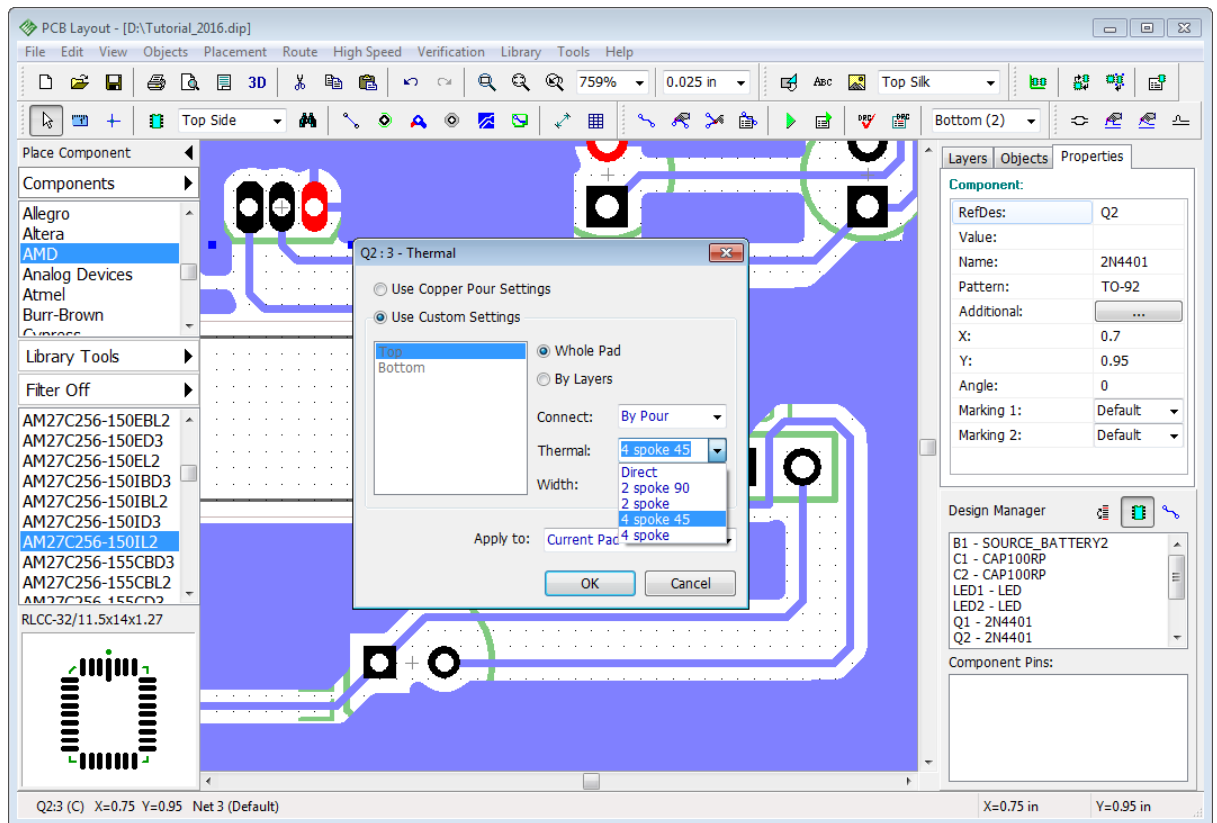 PCB Layout - [D:\Tutorial_2016.dip]
File Edit View Objects Placement Route High Speed Verification Library Tools Help
3D 759% 0.025 in ABC Top Silk
Top Side DRC DRC Bottom (2)
Place Component
Components
Allegro
Altera
AMD
Analog Devices
Atmel
Burr-Brown
Cypress
Library Tools
Filter Off
AM27C256-150EBL2
AM27C256-150ED3
AM27C256-150EL2
AM27C256-150IBD3
AM27C256-150IBL2
AM27C256-150ID3
AM27C256-150IL2
AM27C256-155CBD3
AM27C256-155CBL2
AM27C256-155CD3
RLCC-32/11.5x14x1.27
Q2 : 3 - Thermal
Use Copper Pour Settings
Use Custom Settings
Top
Bottom
Whole Pad
By Layers
Connect: By Pour
Thermal: 4 spoke 45
Direct
Width: 2 spoke 90
2 spoke
4 spoke 45
4 spoke
Apply to: Current Pad
OK Cancel
Layers Objects Properties
Component:
RefDes: Q2
Value:
Name: 2N4401
Pattern: TO-92
Additional: ...
X: 0.7
Y: 0.95
Angle: 0
Marking 1: Default
Marking 2: Default
Design Manager
B1 - SOURCE_BATTERY2
C1 - CAP100RP
C2 - CAP100RP
LED1 - LED
LED2 - LED
Q1 - 2N4401
Q2 - 2N4401
Component Pins:
Q2:3 (C) X=0.75 Y=0.95 Net 3 (Default) X=0.75 in Y=0.95 in